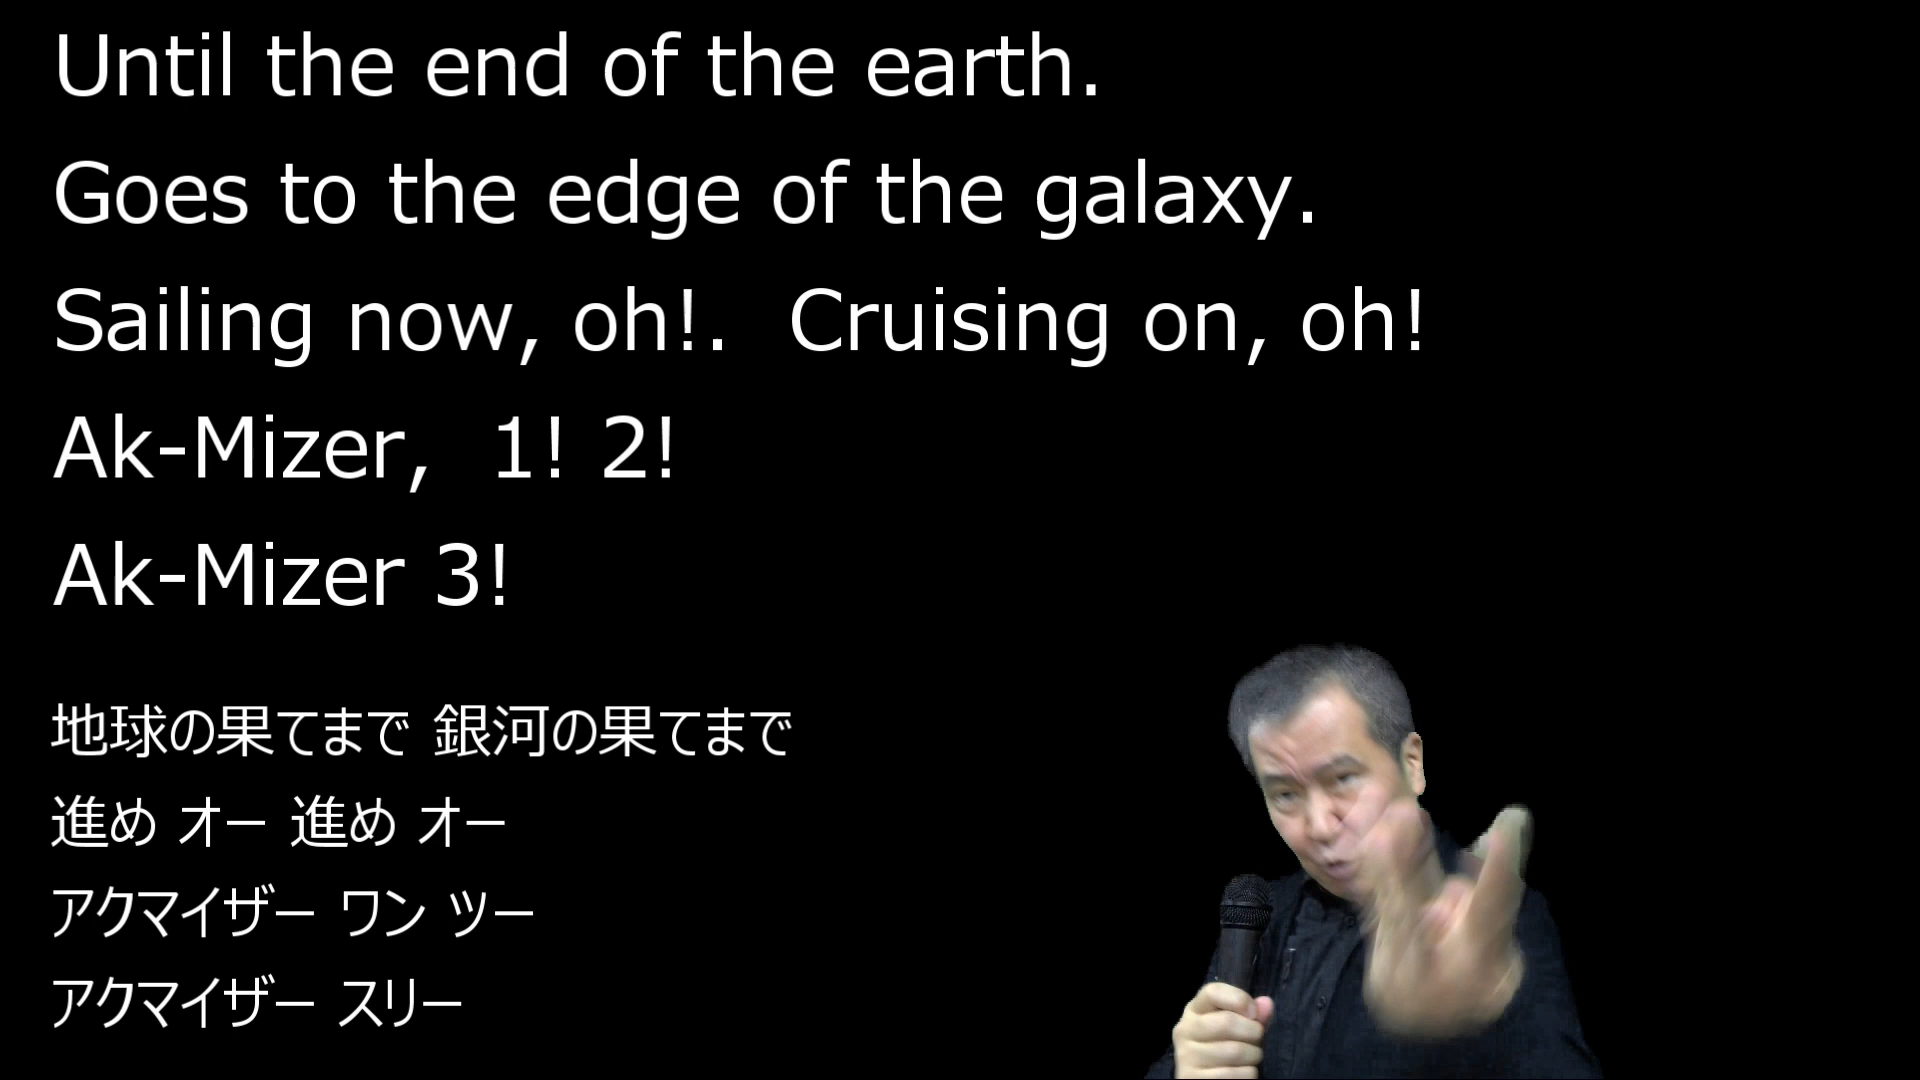 Until the end of the earth.
Goes to the edge of the galaxy.
Sailing now, oh!.  Cruising on, oh!
Ak-Mizer,  1! 2!
Ak-Mizer 3!
地球の果てまで 銀河の果てまで
進め オー 進め オー
アクマイザー ワン ツー
アクマイザー スリー